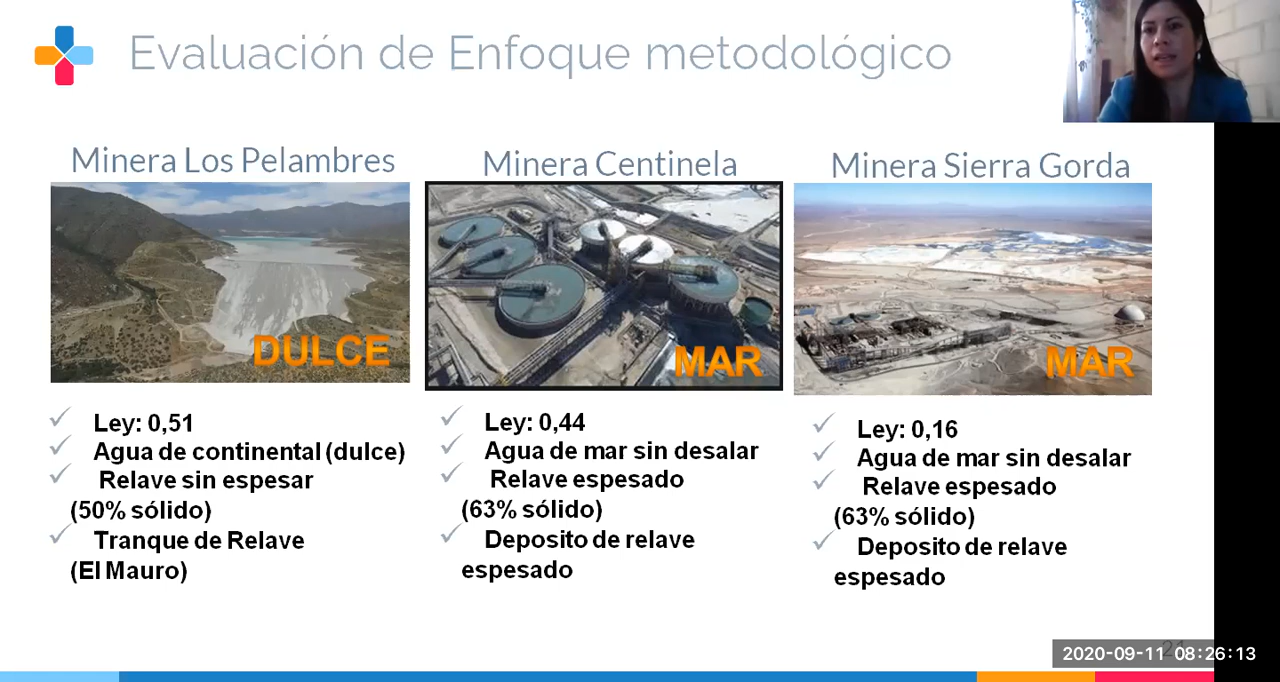 Evaluación de Enfoque metodológico
Minera Los Pelambres
DULCE
Ley: 0,51
Agua de continental (dulce)
Relave sin espesar
(50% sólido)
Tranque de Relave
(El Mauro)
Minera Centinela
MAR
Ley: 0,44
Agua de mar sin desalar
Relave espesado
(63% sólido)
Deposito de relave
espesado
Minera Sierra Gorda
MAR
Ley: 0,16
Agua de mar sin desalar
Relave espesado
(63% sólido)
Deposito de relave
espesado
2020-09-11 08:26:13